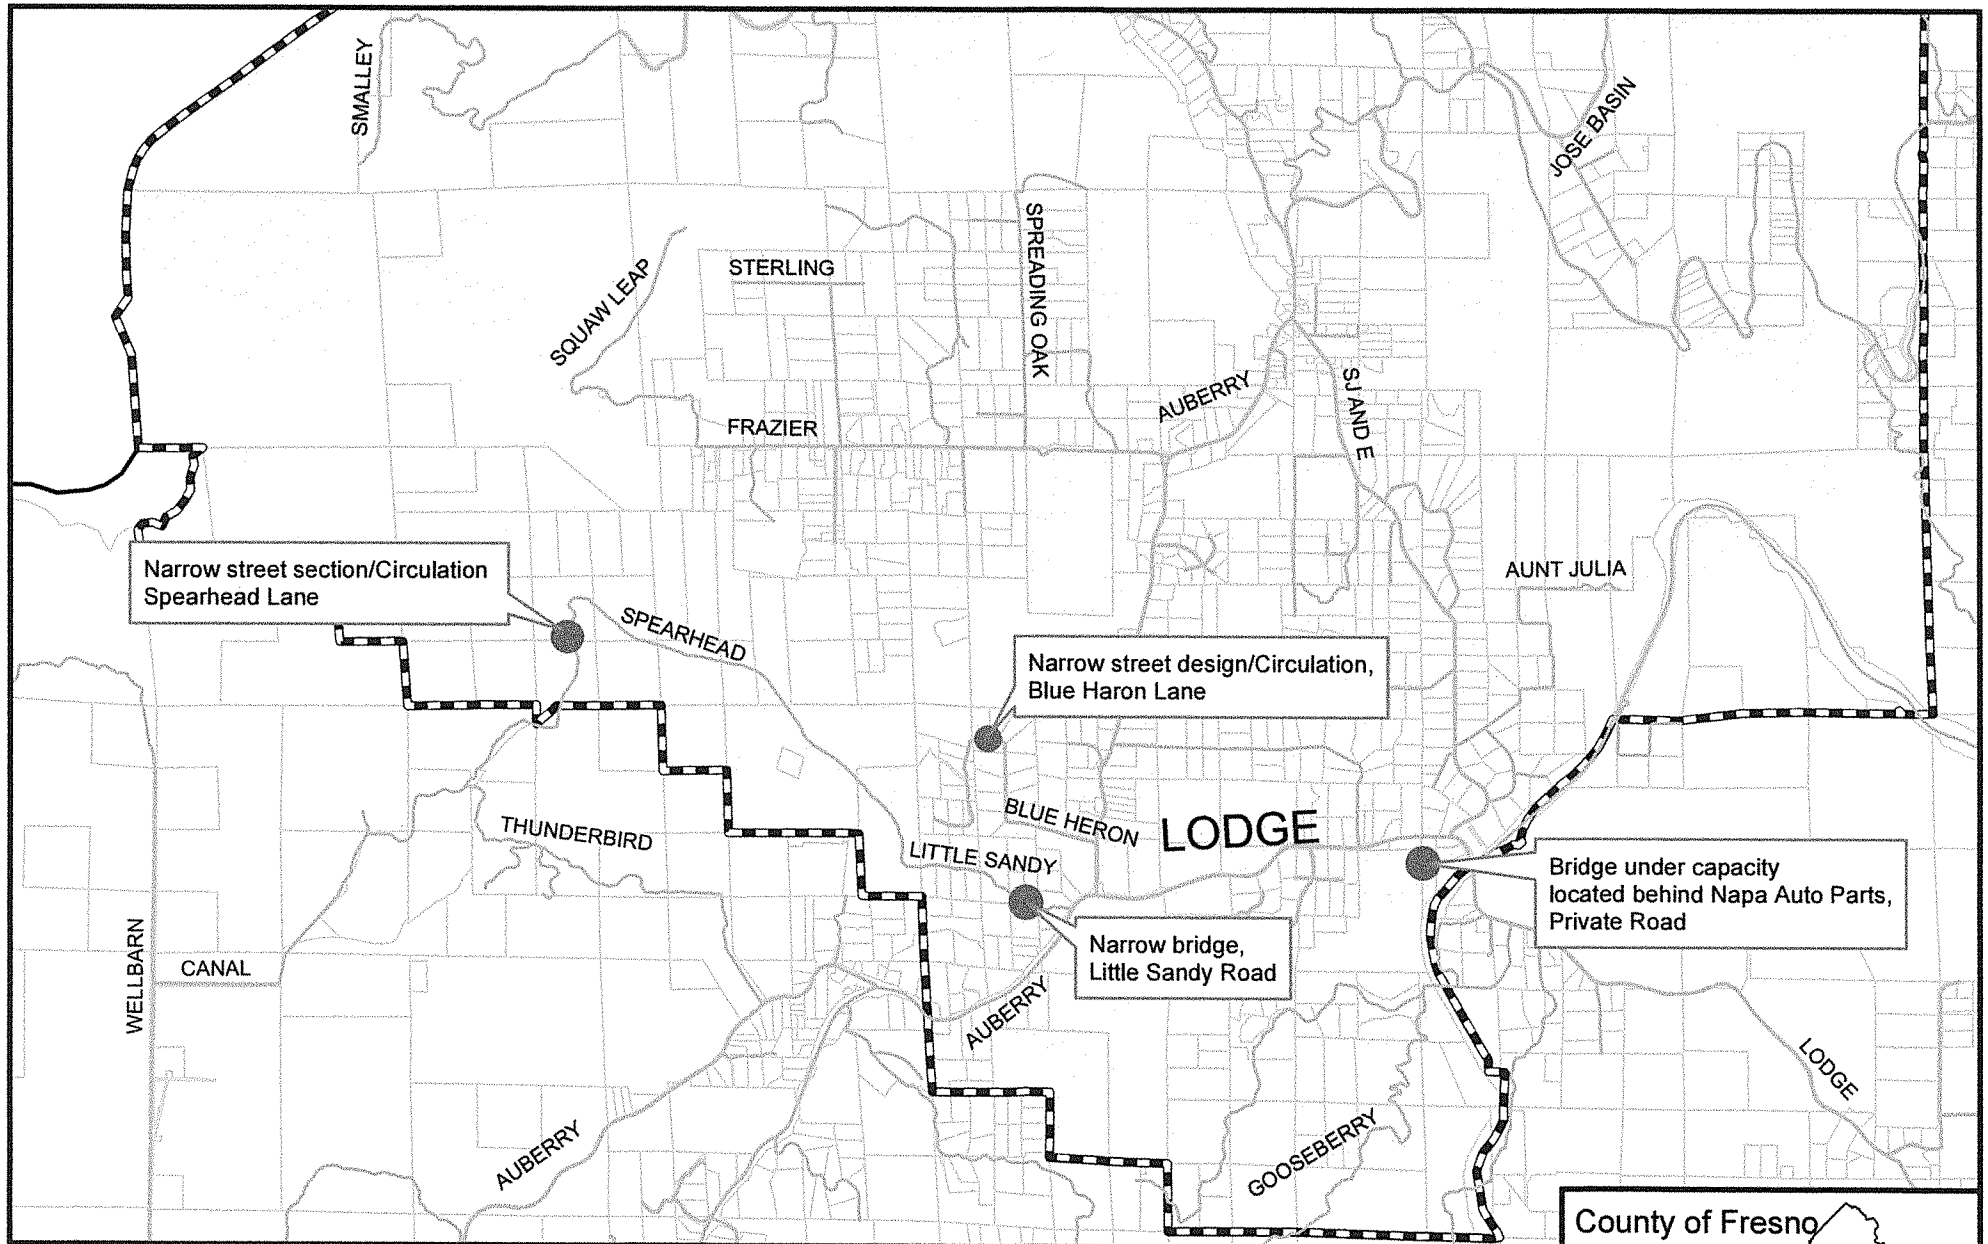 SMALLEY
JOSE BASIN
SPREADING OAK
STERLING
SQUAW LEAP
AUBERRY
SJ AND E
FRAZIER
Narrow street section/Circulation
Spearhead Lane
AUNT JULIA
SPEARHEAD
Narrow street design/Circulation,
Blue Haron Lane
BLUE HERON
LODGE
THUNDERBIRD
LITTLE SANDY
Bridge under capacity
located behind Napa Auto Parts,
Private Road
Narrow bridge,
Little Sandy Road
WELLBARN
CANAL
AUBERRY
LODGE
AUBERRY
GOOSEBERRY
County of Fresno